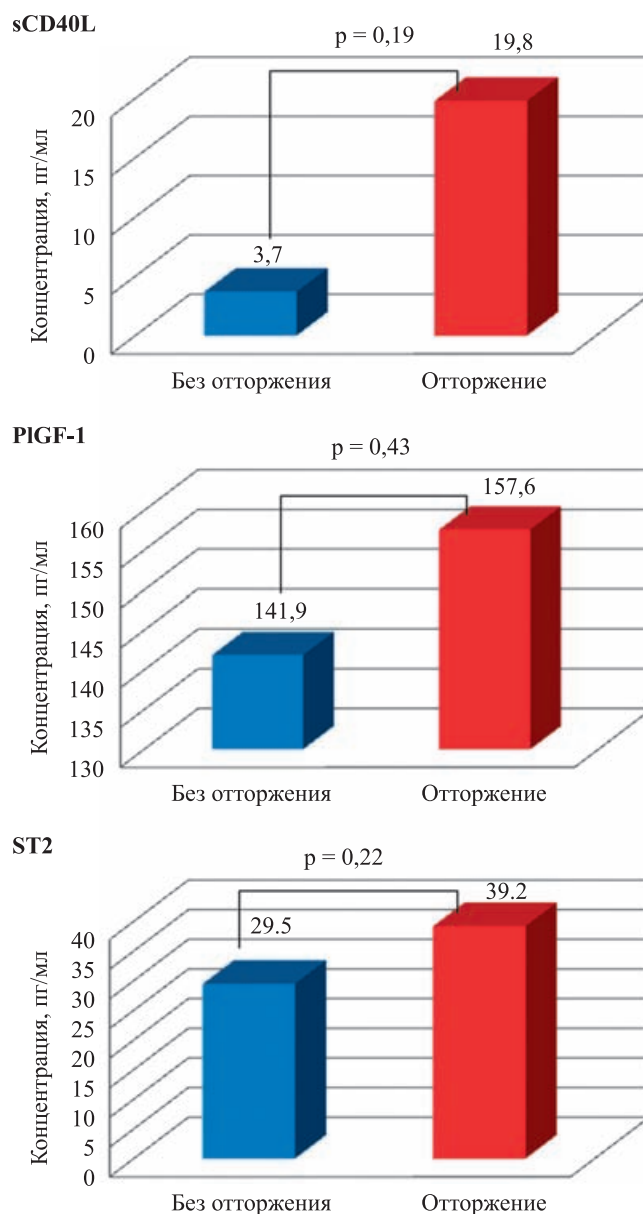 sCD40L
p = 0,19
19,8
Концентрация, пг/мл
20
15
10
5
0
3,7
Без отторжения
Отторжение
PlGF-1
p = 0,43
157,6
Концентрация, пг/мл
160
155
150
145
140
135
130
141,9
Без отторжения
Отторжение
ST2
p = 0,22
39.2
29.5
Концентрация, пг/мл
40
35
30
25
20
15
10
5
0
Без отторжения
Отторжение